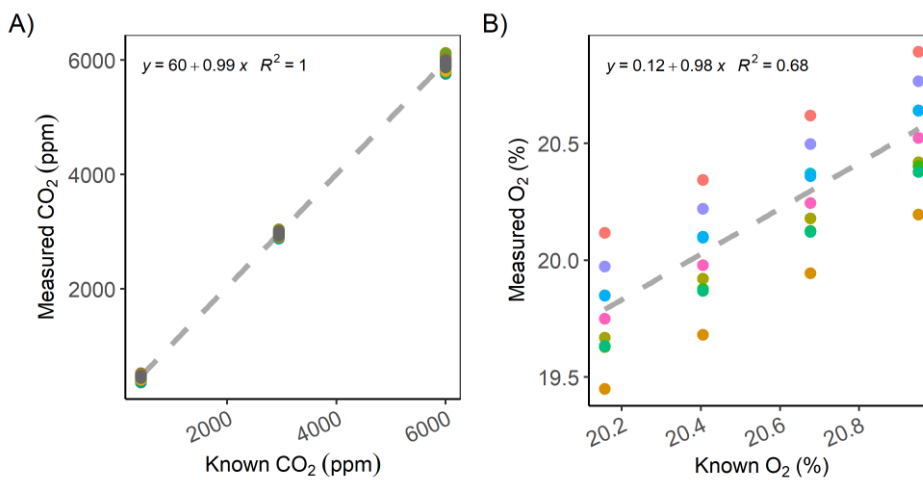 A)
y = 60 + 0.99 x R² = 1
6000
4000
2000
Measured CO₂ (ppm)
2000
4000
6000
Known CO₂ (ppm)
B)
y = 0.12 + 0.98 x R² = 0.68
20.5
20.0
19.5
Measured O₂ (%)
20.2
20.4
20.6
20.8
Known O₂ (%)